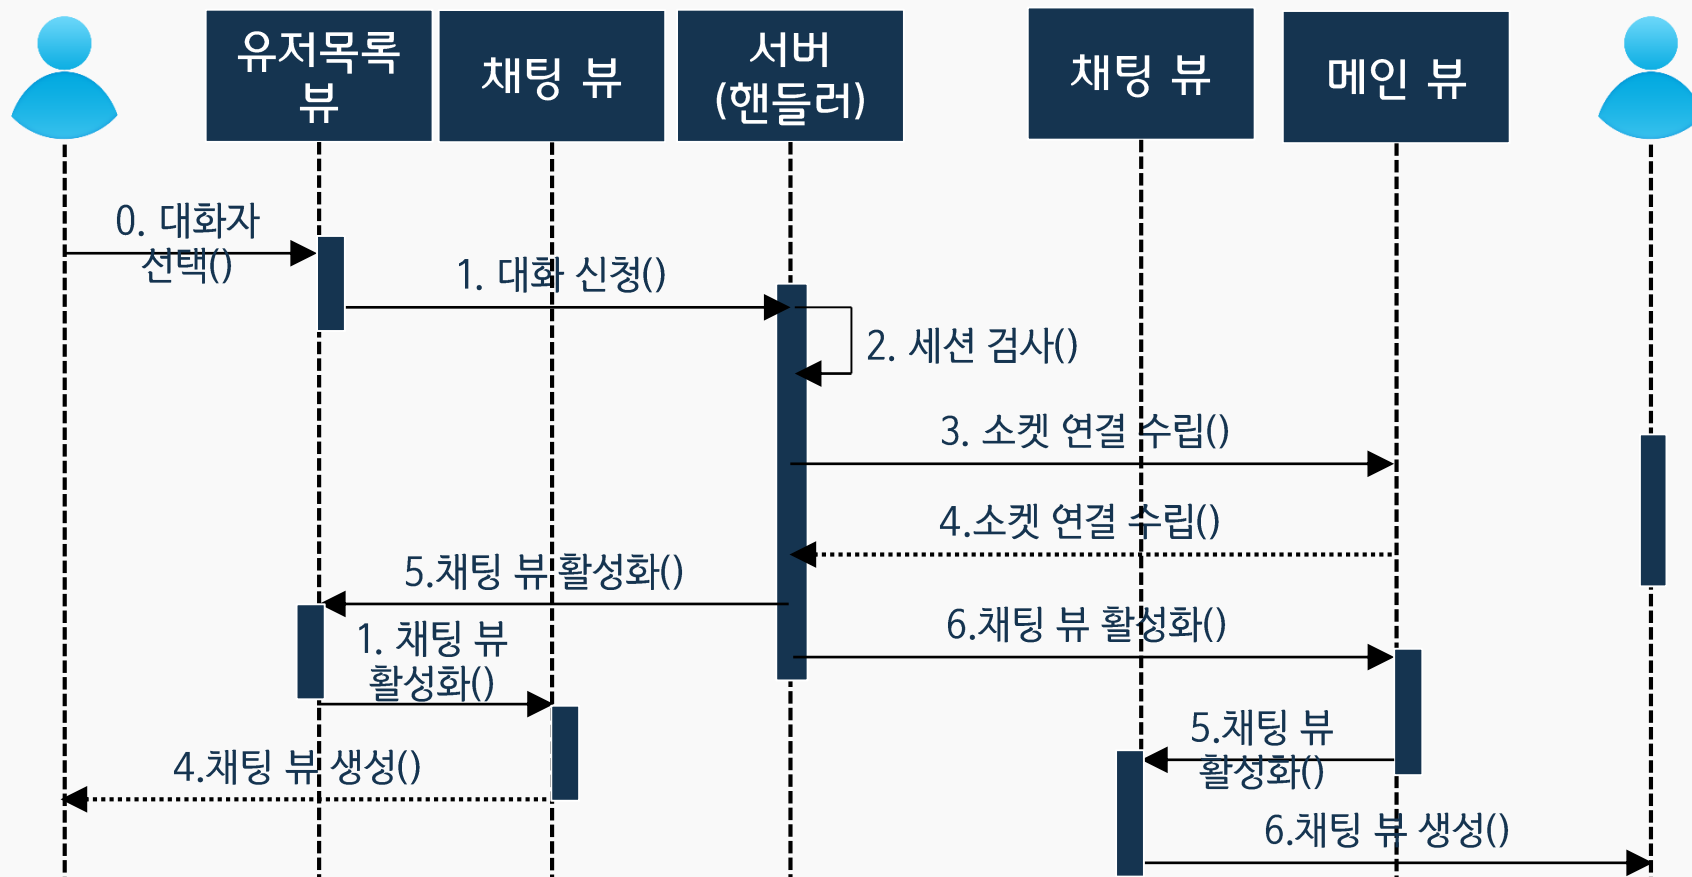 유저목록
뷰
채팅 뷰
서버
(핸들러)
채팅 뷰
메인 뷰
0. 대화자
선택()
1. 대화 신청()
2. 세션 검사()
3. 소켓 연결 수립()
4.소켓 연결 수립()
5.채팅 뷰 활성화()
6.채팅 뷰 활성화()
1. 채팅 뷰
활성화()
5.채팅 뷰
활성화()
4.채팅 뷰 생성()
6.채팅 뷰 생성()